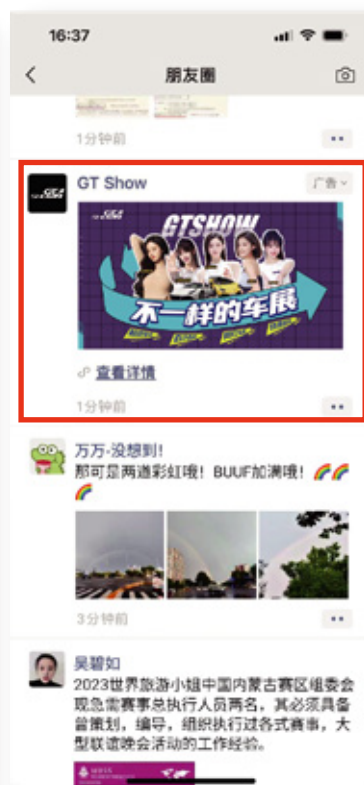 16:37
朋友圈
1分钟前
GT Show
广告
GTSHOW
不一样的车展
查看详情
1分钟前
万万-没想到!
那可是两道彩虹哦! BUUF加满哦! 🌈🌈
🌈
3分钟前
吴碧如
2023世界旅游小姐中国内蒙古赛区组委会
现急需赛事总执行人员两名，其必须具备
曾策划，编导，组织执行过各式赛事，大
型联谊晚会活动的工作经验。